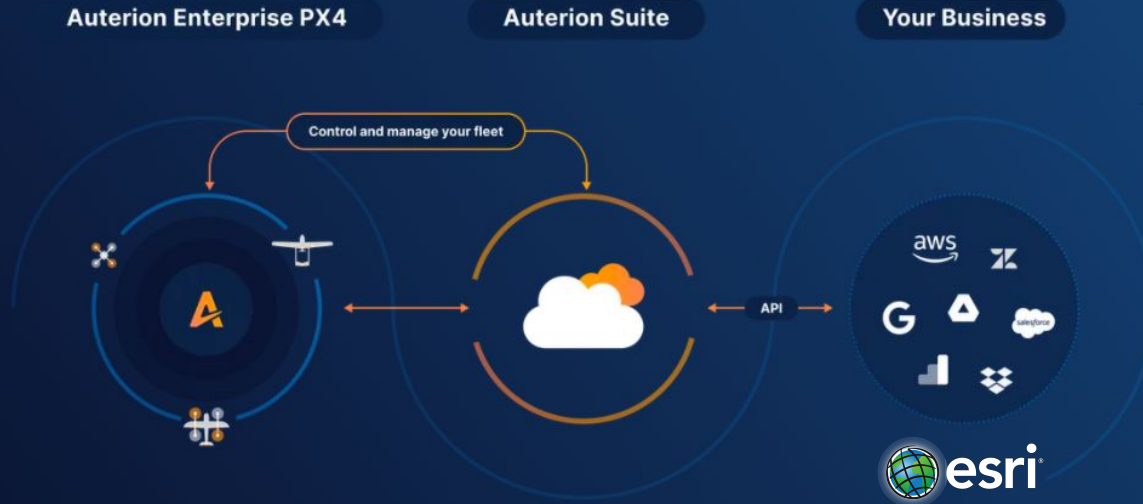 Auterion Enterprise PX4
Auterion Suite
Your Business
Control and manage your fleet
aws
API
G
salesforce
esri